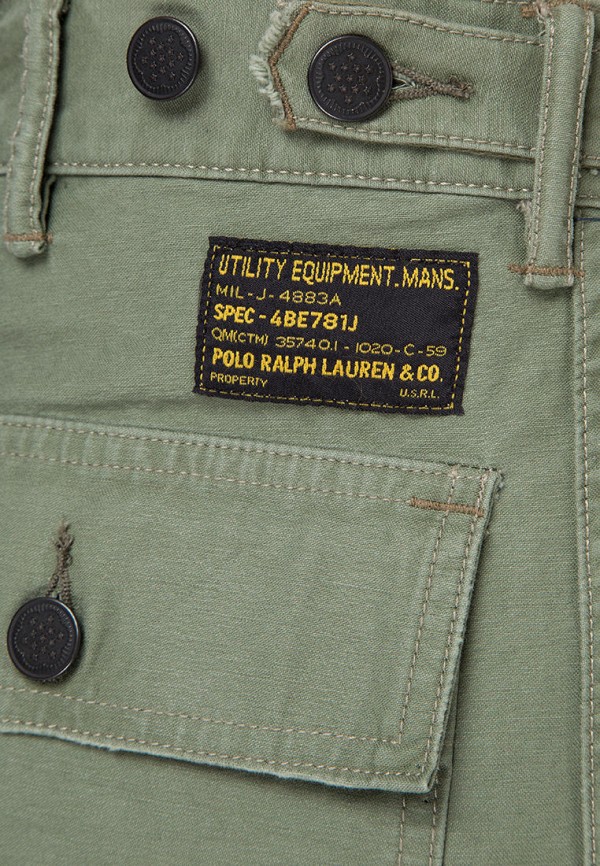 UTILITY EQUIPMENT. MANS.
MIL-J-4883A
SPEC-4BE781J
QM(CTM) 35740.1-1020-C-59
POLO RALPH LAUREN & CO.
PROPERTY U.S.R.L.